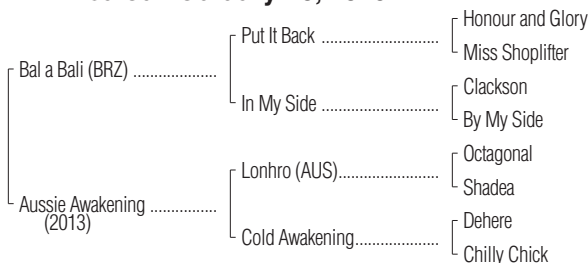 Honour and Glory
Put It Back ........................
Miss Shoplifter
Bal a Bali (BRZ) .................
Clackson
In My Side ........................
By My Side
Octagonal
Lonhro (AUS)....................
Shadea
Aussie Awakening ..............
(2013)
Dehere
Cold Awakening.................
Chilly Chick